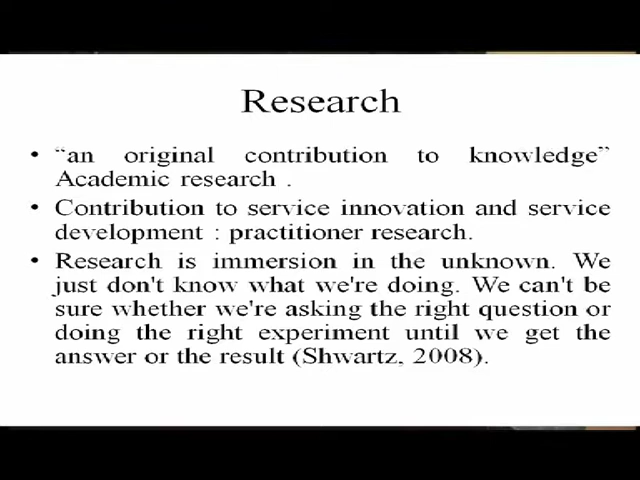 Research
• “an original contribution to knowledge”
Academic research .
• Contribution to service innovation and service
development : practitioner research.
• Research is immersion in the unknown. We
just don't know what we're doing. We can't be
sure whether we're asking the right question or
doing the right experiment until we get the
answer or the result (Shwartz, 2008).